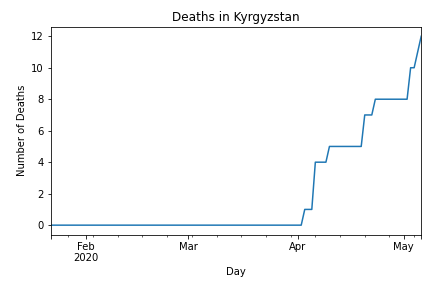 Deaths in Kyrgyzstan
12
10
8
6
4
2
0
Number of Deaths
Feb
2020
Mar
Apr
May
Day